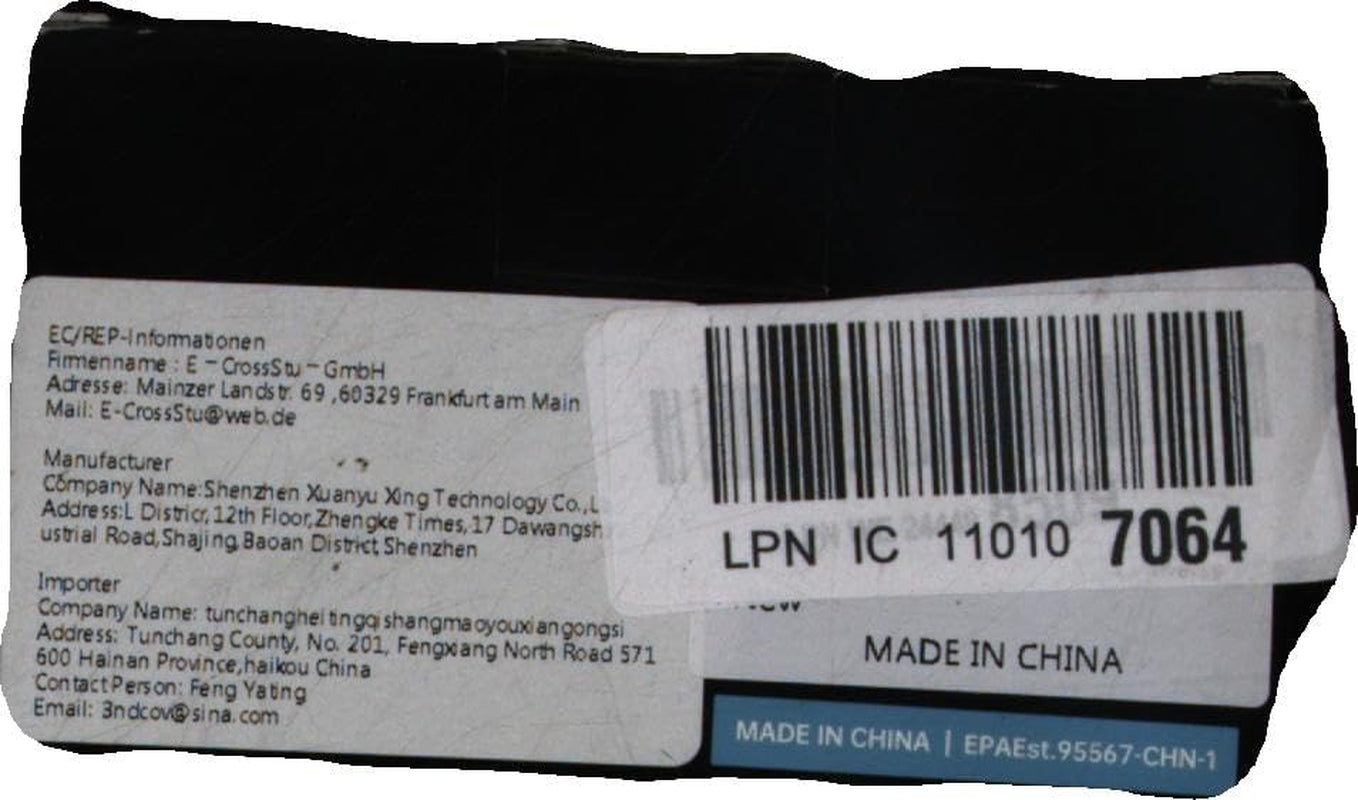 EC/REP-Informationen
Firmenname : E - CrossStu - GmbH
Adresse: Mainzer Landstr. 69 ,60329 Frankfurt am Main
Mail: E-CrossStu@web.de
Manufacturer
Company Name:Shenzhen Xuanyu Xing Technology Co.,L
Address:L Districr,12th Floor,Zhengke Times,17 Dawangsh
ustrial Road,Shajing,Baoan District,Shenzhen
Importer
Company Name: tunchangheitingqishangmaoyouxiangongsi
Address: Tunchang County, No. 201, Fengxiang North Road 571
600 Hainan Province,haikou China
Contact Person: Feng Yating
Email: 3ndcov@sina.com
LPN IC 11010 7064
New
MADE IN CHINA
MADE IN CHINA | EPAEst.95567-CHN-1